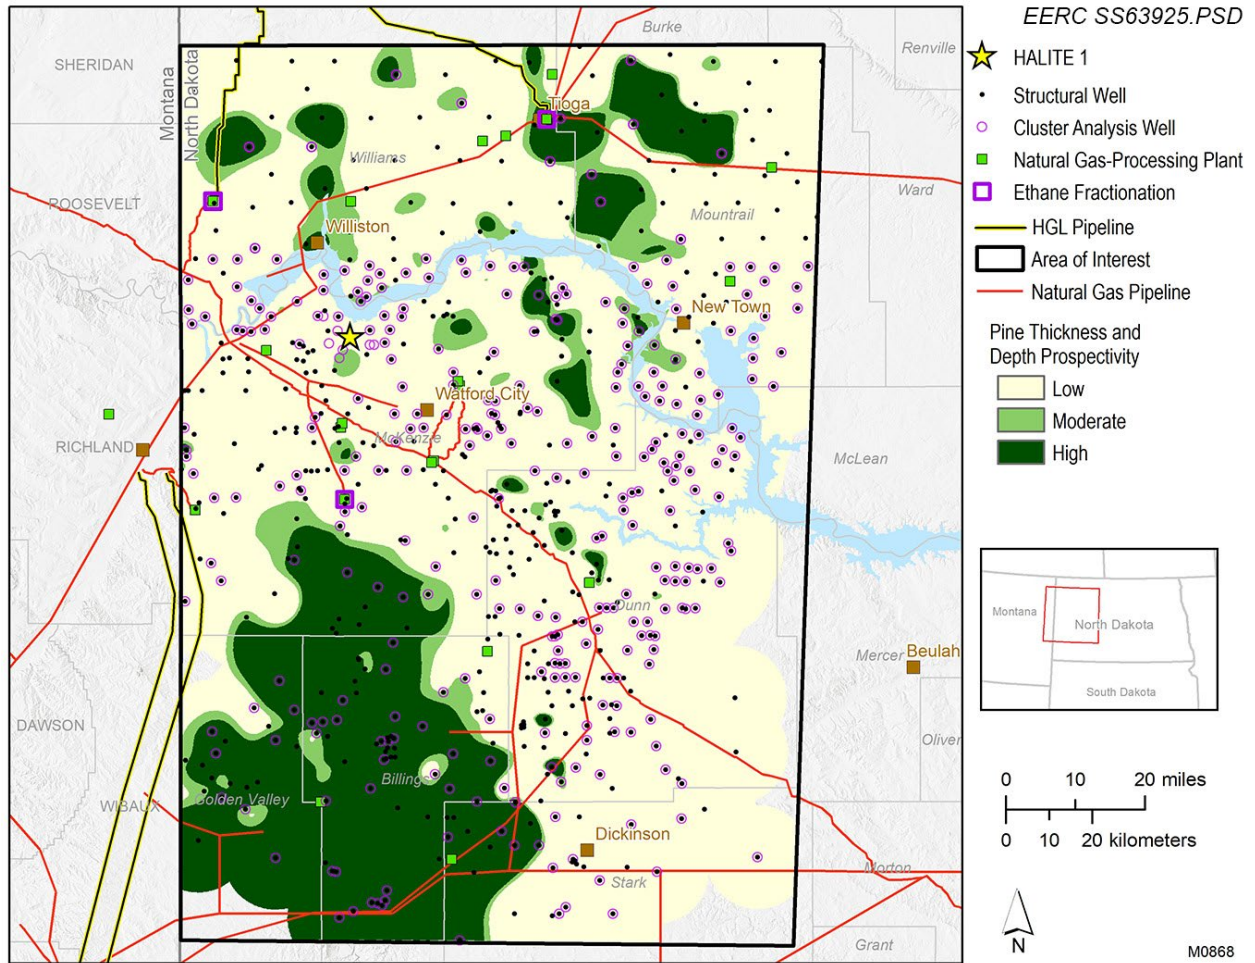 EERC SS63925.PSD
HALITE 1
Structural Well
Cluster Analysis Well
Natural Gas-Processing Plant
Ethane Fractionation
HGL Pipeline
Area of Interest
Natural Gas Pipeline
Pine Thickness and
Depth Prospectivity
Low
Moderate
High
Burke
Renville
SHERIDAN
Montana
North Dakota
Tioga
Williams
Ward
ROOSEVELT
Mountrail
Williston
New Town
Watford City
McKenzie
RICHLAND
McLean
Dunn
Mercer
Beulah
DAWSON
Oliver
Billings
WIBAUX
Golden Valley
Dickinson
Morton
Stark
Grant
Montana
North Dakota
South Dakota
0 10 20 miles
0 10 20 kilometers
N
M0868